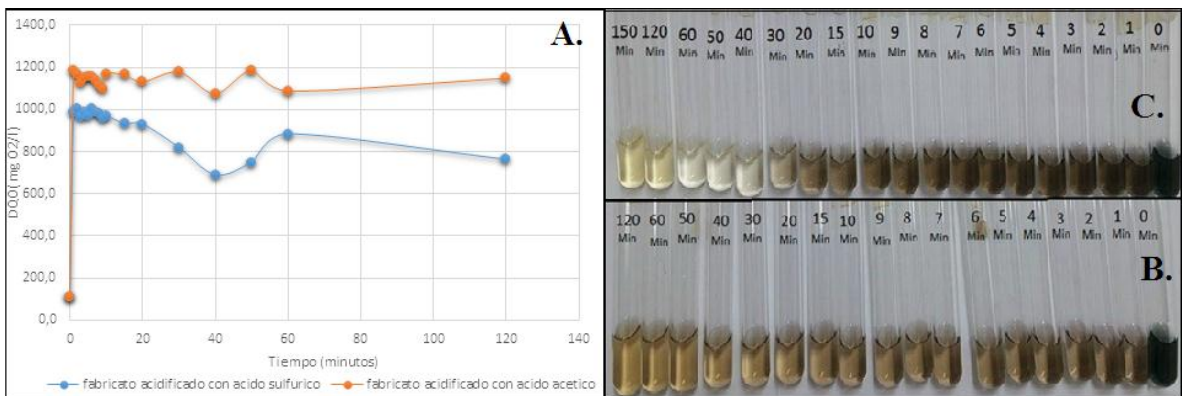 A.
1400,0
1200,0
1000,0
800,0
600,0
400,0
200,0
0,0
DQO( mg O2/l)
0 20 40 60 80 100 120 140
Tiempo (minutos)
fabricato acidificado con acido sulfurico
fabricato acidificado con acido acetico
150 120 60 50 40 30 20 15 10 9 8 7 6 5 4 3 2 1 0
Min Min Min Min Min Min Min Min Min Min Min Min Min Min Min Min Min Min Min
C.
120 60 50 40 30 20 15 10 9 8 7 6 5 4 3 2 1 0
Min Min Min Min Min Min Min Min Min Min Min Min Min Min Min Min Min Min
B.